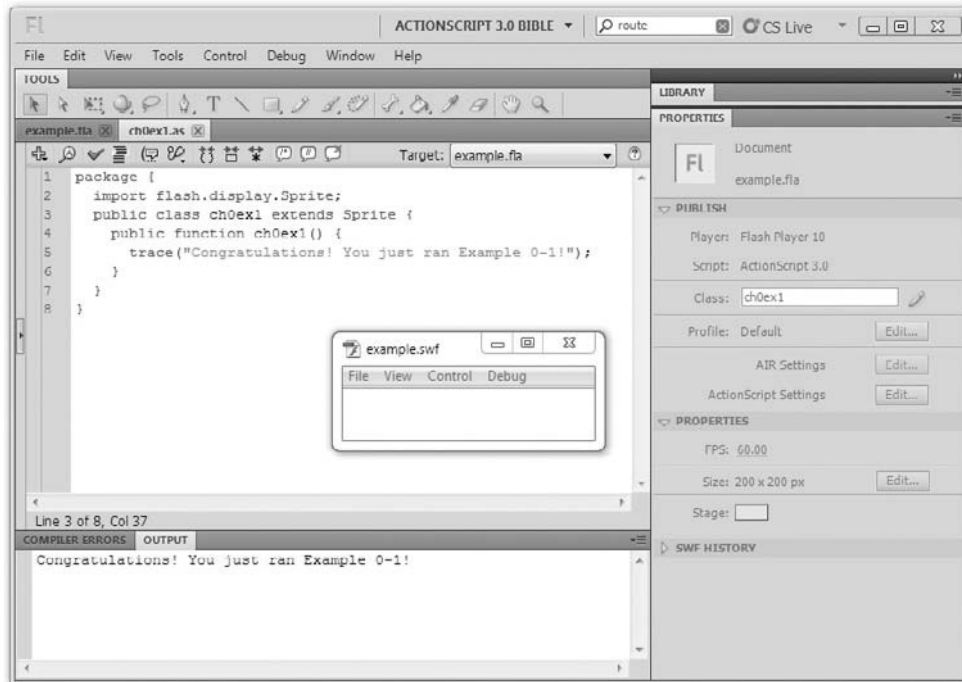 Fl
ACTIONSCRIPT 3.0 BIBLE
route
CS Live
File Edit View Tools Control Debug Window Help
TOOLS
example.fla
ch0ex1.as
Target: example.fla
1 package {
2 import flash.display.Sprite;
3 public class ch0ex1 extends Sprite {
4 public function ch0ex1() {
5 trace("Congratulations! You just ran Example 0-1!");
6 }
7 }
8 }
example.swf
File View Control Debug
Line 3 of 8, Col 37
COMPILER ERRORS OUTPUT
Congratulations! You just ran Example 0-1!
LIBRARY
PROPERTIES
Fl
Document
example.fla
PUBLISH
Player: Flash Player 10
Script: ActionScript 3.0
Class: ch0ex1
Profile: Default Edit...
AIR Settings Edit...
ActionScript Settings Edit...
PROPERTIES
FPS: 60.00
Size: 200 x 200 px Edit...
Stage:
SWF HISTORY